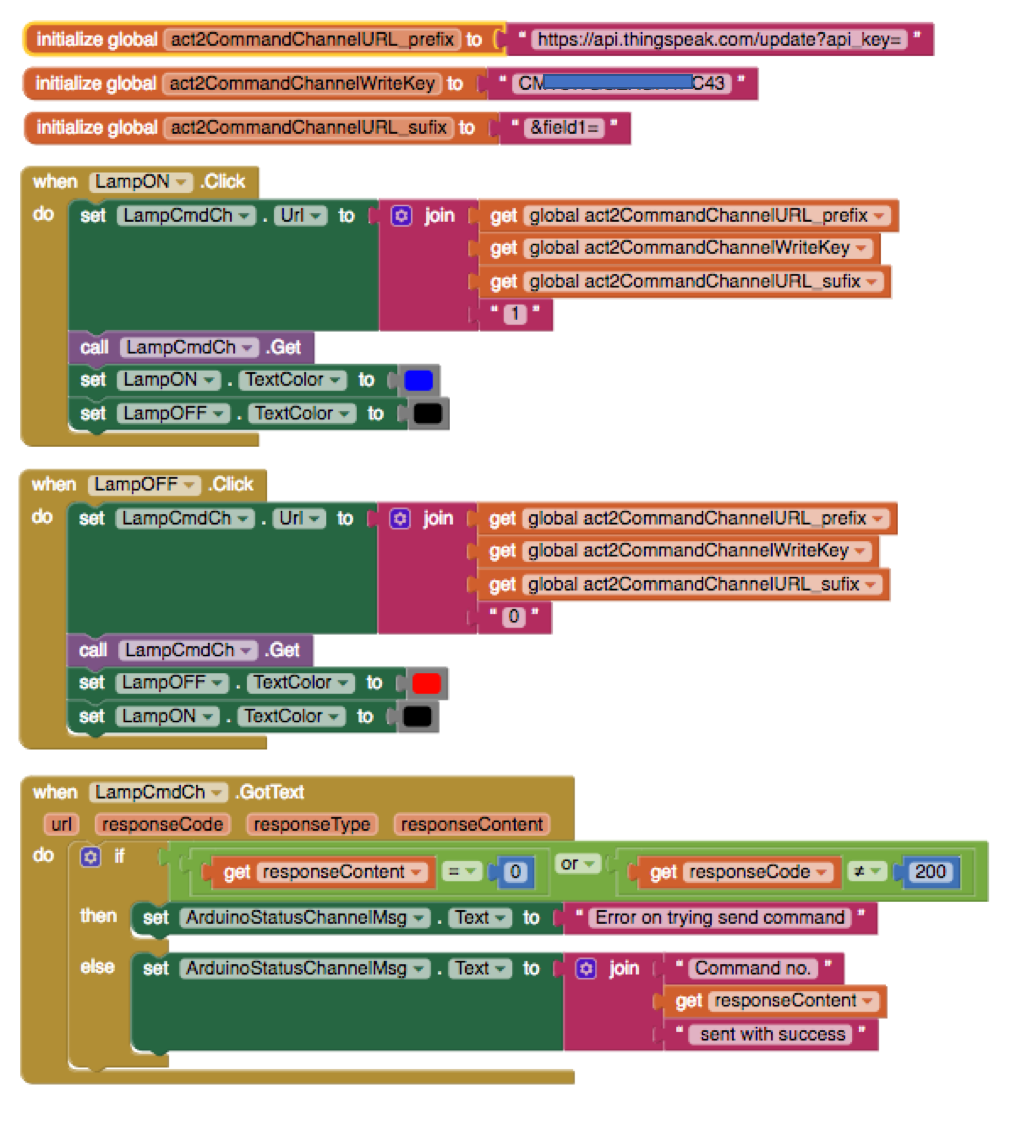 initialize global act2CommandChannelURL_prefix to " https://api.thingspeak.com/update?api_key= "
initialize global act2CommandChannelWriteKey to " CM C43 "
initialize global act2CommandChannelURL_sufix to " &field1= "
when LampON .Click
do set LampCmdCh . Url to join get global act2CommandChannelURL_prefix
get global act2CommandChannelWriteKey
get global act2CommandChannelURL_sufix
" 1 "
call LampCmdCh .Get
set LampON . TextColor to
set LampOFF . TextColor to
when LampOFF .Click
do set LampCmdCh . Url to join get global act2CommandChannelURL_prefix
get global act2CommandChannelWriteKey
get global act2CommandChannelURL_sufix
" 0 "
call LampCmdCh .Get
set LampOFF . TextColor to
set LampON . TextColor to
when LampCmdCh .GotText
url responseCode responseType responseContent
do if get responseContent = 0 or get responseCode ≠ 200
then set ArduinoStatusChannelMsg . Text to " Error on trying send command "
else set ArduinoStatusChannelMsg . Text to join " Command no. "
get responseContent
" sent with success "